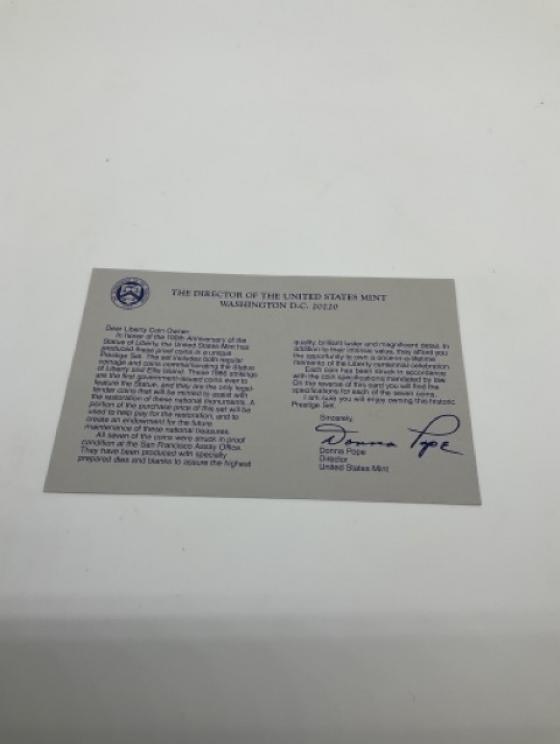 THE DIRECTOR OF THE UNITED STATES MINT
WASHINGTON D.C. 20220
Dear Liberty Coin Owner:
In honor of the 100th Anniversary of the
Statue of Liberty, the United States Mint has
produced these proof coins in a unique
Prestige Set. The set includes both regular
coinage and coins commemorating the Statue
of Liberty and Ellis Island. These 1986 strikings
are the first government-issued coins ever to
feature the Statue, and they are the only legal-
tender coins that will be minted to assist with
the restoration of these national monuments. A
portion of the purchase price of this set will be
used to help pay for the restoration, and to
create an endowment for the future
maintenance of these national treasures.
All seven of the coins were struck in proof
condition at the San Francisco Assay Office.
They have been produced with specially
prepared dies and blanks to assure the highest
quality, brilliant luster and magnificent detail. In
addition to their intrinsic value, they afford you
the opportunity to own a once-in-a-lifetime
memento of the Liberty centennial celebration.
Each coin has been struck in accordance
with the coin specifications mandated by law.
On the reverse of this card you will find the
specifications for each of the seven coins.
I am sure you will enjoy owning this historic
Prestige Set.
Sincerely,
Donna Pope
Donna Pope
Director
United States Mint